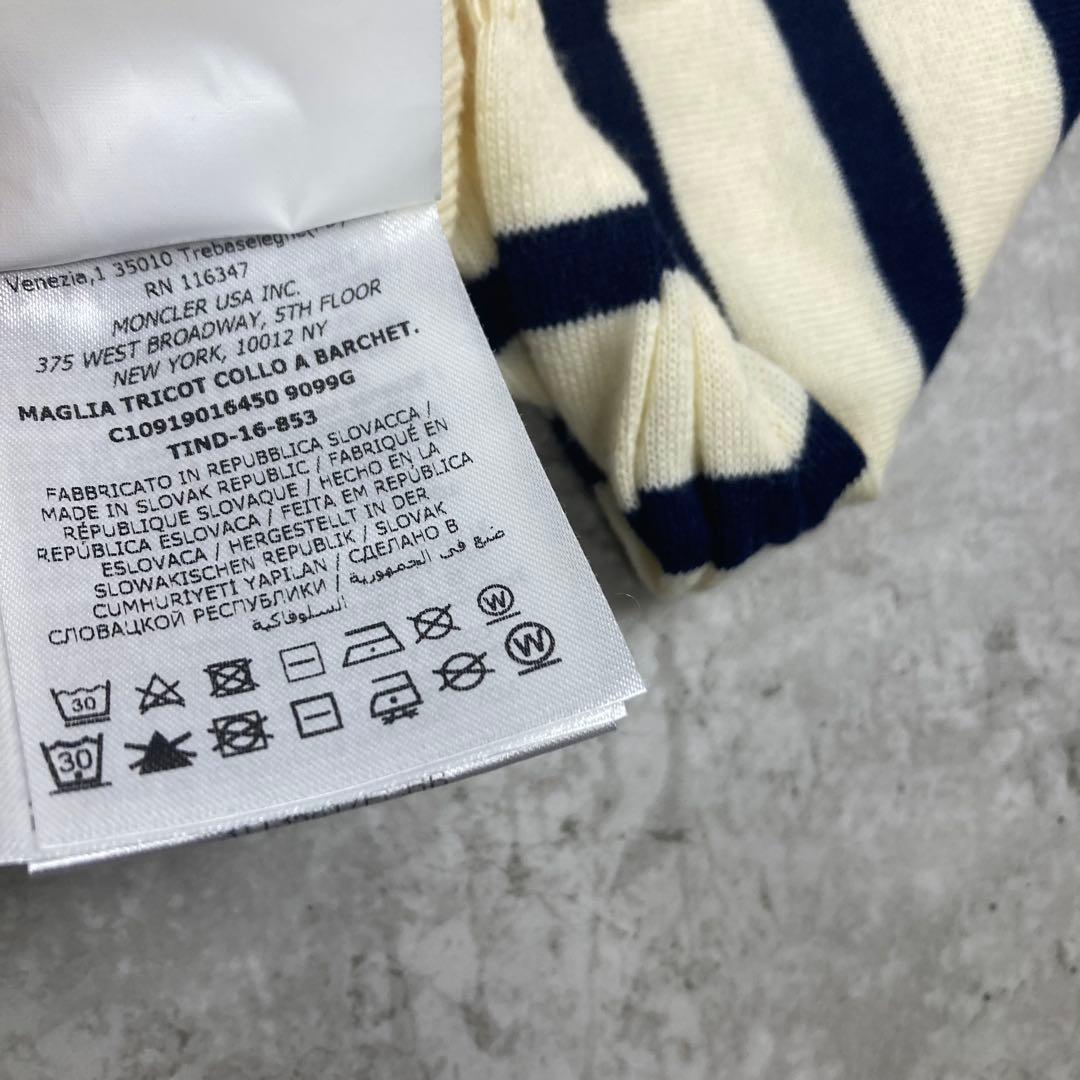 Venezia,1 35010 Trebaseleghe(PD)
RN 116347
MONCLER USA INC.
375 WEST BROADWAY, 5TH FLOOR
NEW YORK, 10012 NY
MAGLIA TRICOT COLLO A BARCHET.
C10919016450 9099G
TIND-16-853
FABBRICATO IN REPUBBLICA SLOVACCA /
MADE IN SLOVAK REPUBLIC / FABRIQUÉ EN
RÉPUBLIQUE SLOVAQUE / HECHO EN LA
REPÚBLICA ESLOVACA / FEITA EM REPÚBLICA
ESLOVACA / HERGESTELLT IN DER
SLOWAKISCHEN REPUBLIK / SLOVAK
CUMHURİYETİ YAPILAN / СДЕЛАНО В
СЛОВАЦКОЙ РЕСПУБЛИКИ / صنع في الجمهورية
السلوفاكية
30 W
30 W